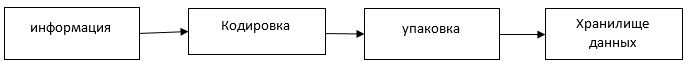 информация
Кодировка
упаковка
Хранилище
данных